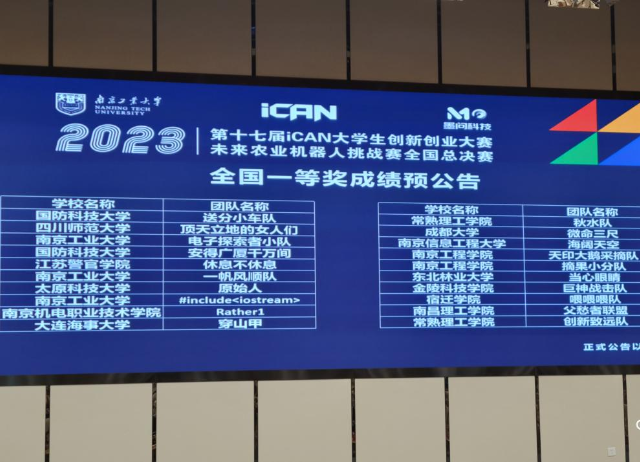 南京工业大学
NANJING TECH
UNIVERSITY
iCAN
墨问科技
2023
第十七届iCAN大学生创新创业大赛
未来农业机器人挑战赛全国总决赛
全国一等奖成绩预公告
学校名称 团队名称
国防科技大学 送分小车队
四川师范大学 顶天立地的女人们
南京工业大学 电子探索者小队
国防科技大学 安得广厦千万间
江苏警官学院 休息不休息
南京工业大学 一帆风顺队
太原科技大学 原始人
南京工业大学 #include<iostream>
南京机电职业技术学院 Rather1
大连海事大学 穿山甲
学校名称 团队名称
常熟理工学院 秋水队
成都大学 微命三尺
南京信息工程大学 海阔天空
南京工程学院 天印大鹅采摘队
南京工程学院 摘果小分队
东北林业大学 当心眼睛
金陵科技学院 巨神战击队
宿迁学院 喂喂喂队
南昌理工学院 父愁者联盟
常熟理工学院 创新致远队
正式公告以